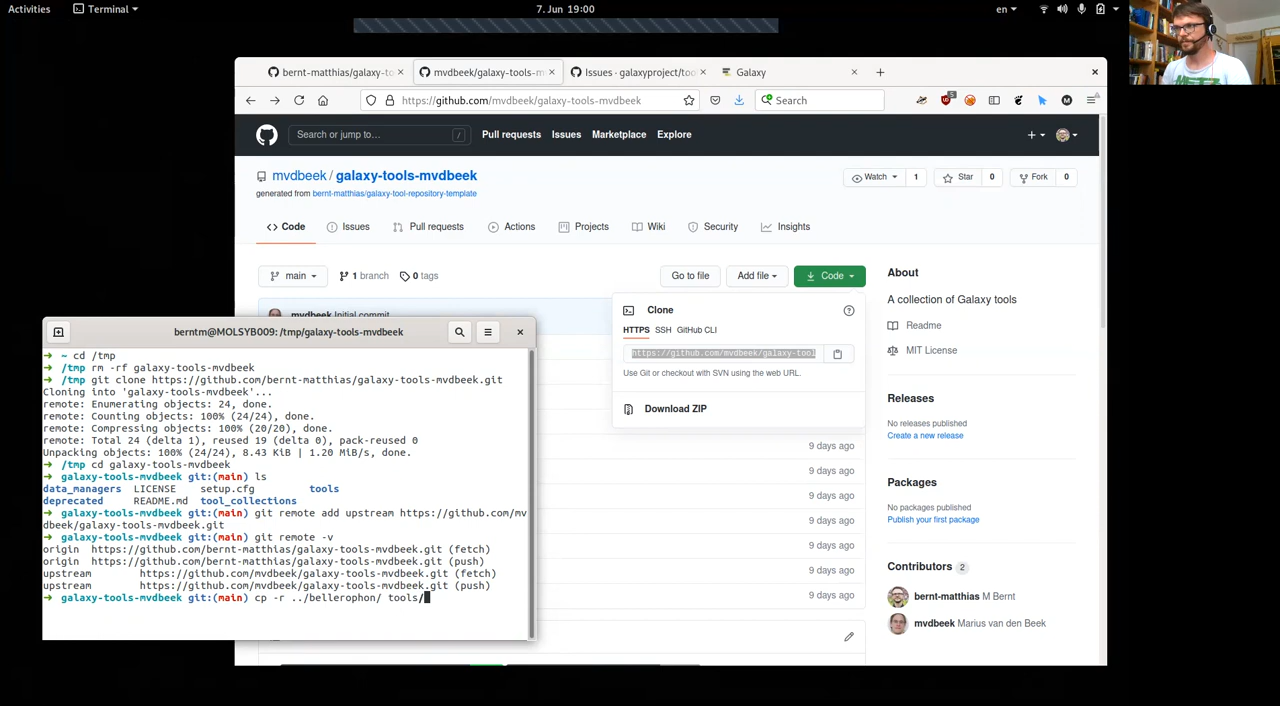 Activities
Terminal
7. Jun 19:00
en
bernt-matthias/galaxy-to
mvdbeek/galaxy-tools-m
Issues · galaxyproject/too
Galaxy
https://github.com/mvdbeek/galaxy-tools-mvdbeek
Search
Search or jump to…
/
Pull requests
Issues
Marketplace
Explore
mvdbeek / galaxy-tools-mvdbeek
generated from bernt-matthias/galaxy-tool-repository-template
Watch 1
Star 0
Fork 0
Code
Issues
Pull requests
Actions
Projects
Wiki
Security
Insights
main
1 branch
0 tags
Go to file
Add file
Code
mvdbeek Initial commit
Clone
HTTPS SSH GitHub CLI
https://github.com/mvdbeek/galaxy-tool
Use Git or checkout with SVN using the web URL.
Download ZIP
9 days ago
9 days ago
9 days ago
9 days ago
9 days ago
9 days ago
9 days ago
About
A collection of Galaxy tools
Readme
MIT License
Releases
No releases published
Create a new release
Packages
No packages published
Publish your first package
Contributors 2
bernt-matthias M Bernt
mvdbeek Marius van den Beek
berntm@MOLSYB009: /tmp/galaxy-tools-mvdbeek
➜ ~ cd /tmp
➜ /tmp rm -rf galaxy-tools-mvdbeek
➜ /tmp git clone https://github.com/bernt-matthias/galaxy-tools-mvdbeek.git
Cloning into 'galaxy-tools-mvdbeek'...
remote: Enumerating objects: 24, done.
remote: Counting objects: 100% (24/24), done.
remote: Compressing objects: 100% (20/20), done.
remote: Total 24 (delta 1), reused 19 (delta 0), pack-reused 0
Unpacking objects: 100% (24/24), 8.43 KiB | 1.20 MiB/s, done.
➜ /tmp cd galaxy-tools-mvdbeek
➜ galaxy-tools-mvdbeek git:(main) ls
data_managers LICENSE setup.cfg tools
deprecated README.md tool_collections
➜ galaxy-tools-mvdbeek git:(main) git remote add upstream https://github.com/mv
dbeek/galaxy-tools-mvdbeek.git
➜ galaxy-tools-mvdbeek git:(main) git remote -v
origin https://github.com/bernt-matthias/galaxy-tools-mvdbeek.git (fetch)
origin https://github.com/bernt-matthias/galaxy-tools-mvdbeek.git (push)
upstream https://github.com/mvdbeek/galaxy-tools-mvdbeek.git (fetch)
upstream https://github.com/mvdbeek/galaxy-tools-mvdbeek.git (push)
➜ galaxy-tools-mvdbeek git:(main) cp -r ../bellerophon/ tools/